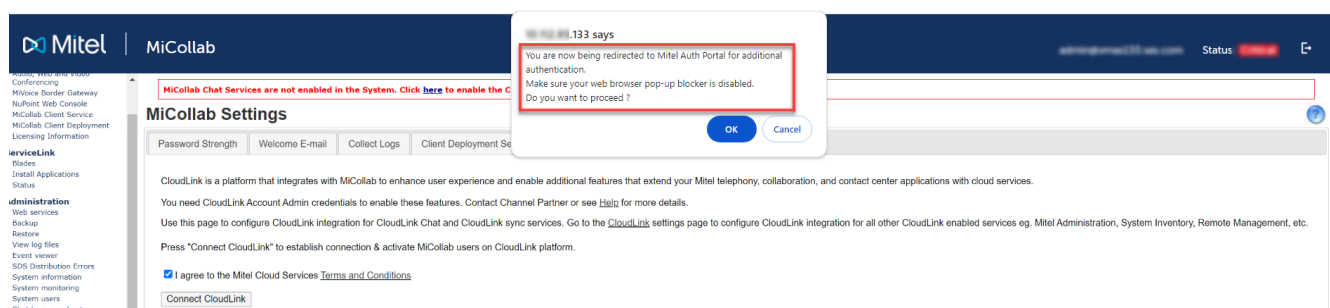 Mitel
MiCollab
.133 says
You are now being redirected to Mitel Auth Portal for additional
authentication.
Make sure your web browser pop-up blocker is disabled.
Do you want to proceed ?
OK
Cancel
Status
Audio, Web and Video
Conferencing
MiVoice Border Gateway
NuPoint Web Console
MiCollab Client Service
MiCollab Client Deployment
Licensing Information
ServiceLink
Blades
Install Applications
Status
Administration
Web services
Backup
Restore
View log files
Event viewer
SDS Distribution Errors
System information
System monitoring
System users
MiCollab Chat Services are not enabled in the System. Click here to enable the C
MiCollab Settings
?
Password Strength
Welcome E-mail
Collect Logs
Client Deployment Se
CloudLink is a platform that integrates with MiCollab to enhance user experience and enable additional features that extend your Mitel telephony, collaboration, and contact center applications with cloud services.
You need CloudLink Account Admin credentials to enable these features. Contact Channel Partner or see Help for more details.
Use this page to configure CloudLink integration for CloudLink Chat and CloudLink sync services. Go to the CloudLink settings page to configure CloudLink integration for all other CloudLink enabled services eg. Mitel Administration, System Inventory, Remote Management, etc.
Press "Connect CloudLink" to establish connection & activate MiCollab users on CloudLink platform.
I agree to the Mitel Cloud Services Terms and Conditions
Connect CloudLink